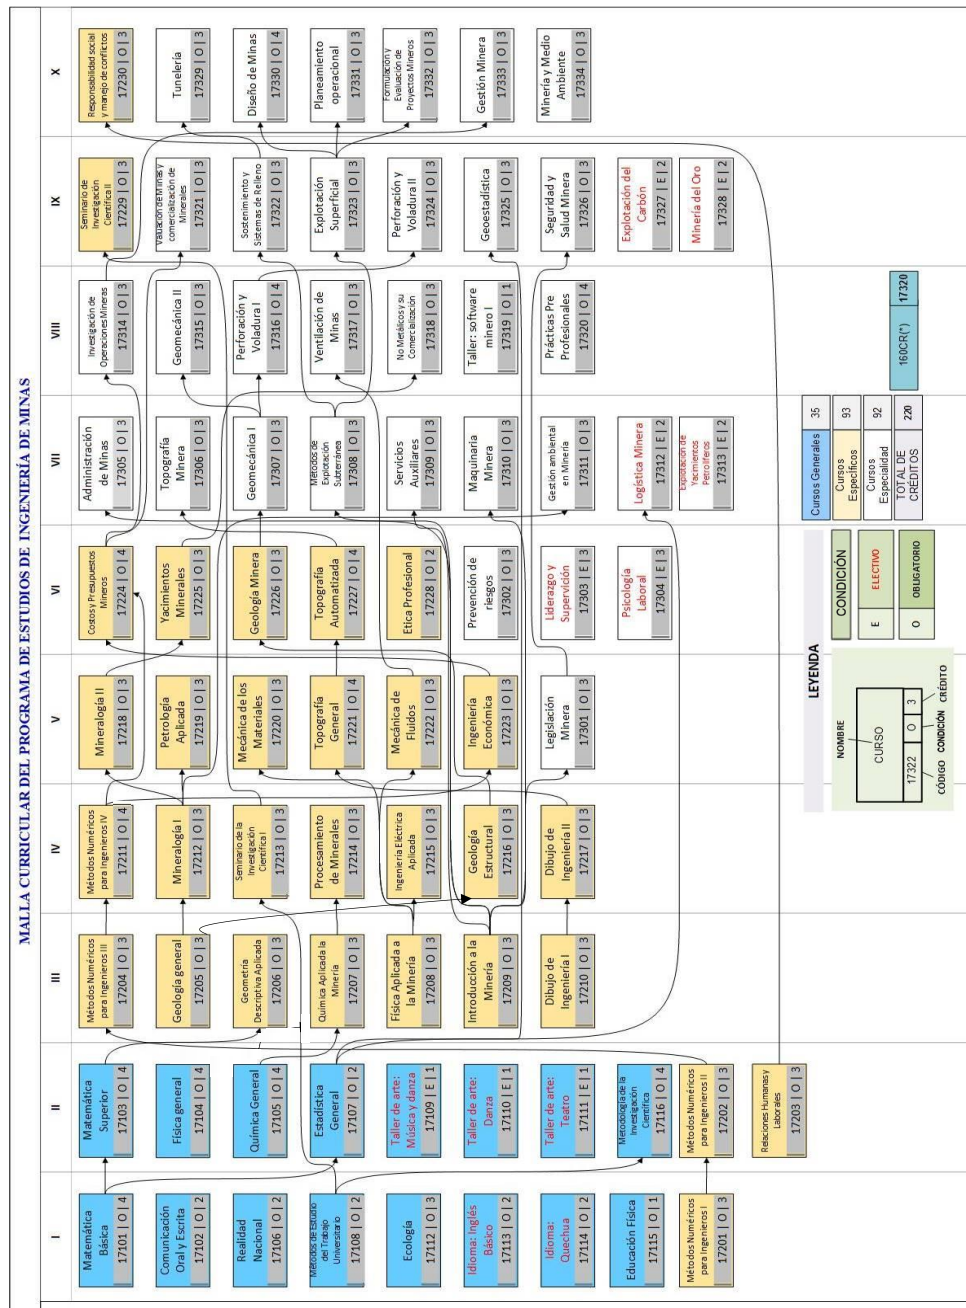 MALLA CURRICULAR DEL PROGRAMA DE ESTUDIOS DE INGENIERÍA DE MINAS
I
Matemática
Básica
17101 | O | 4
Comunicación
Oral y Escrita
17102 | O | 2
Realidad
Nacional
17106 | O | 2
Métodos de Estudio
del Trabajo
Universitario
17108 | O | 2
Ecología
17112 | O | 3
Idioma: Inglés
Básico
17113 | O | 2
Idioma:
Quechua
17114 | O | 2
Educación Física
17115 | O | 1
Métodos Numéricos
para Ingenieros I
17201 | O | 3
II
Matemática
Superior
17103 | O | 4
Física general
17104 | O | 4
Química General
17105 | O | 4
Estadística
General
17107 | O | 2
Taller de arte:
Música y danza
17109 | E | 1
Taller de arte:
Danza
17110 | E | 1
Taller de arte:
Teatro
17111 | E | 1
Metodología de la
Investigación
Científica
17116 | O | 4
Métodos Numéricos
para Ingenieros II
17202 | O | 3
Relaciones Humanas y
Laborales
17203 | O | 3
III
Métodos Numéricos
para Ingenieros III
17204 | O | 3
Geología general
17205 | O | 3
Geometría
Descriptiva Aplicada
17206 | O | 3
Química Aplicada la
Minería
17207 | O | 3
Física Aplicada a
la Minería
17208 | O | 3
Introducción a la
Minería
17209 | O | 3
Dibujo de
Ingeniería I
17210 | O | 3
IV
Métodos Numéricos
para Ingenieros IV
17211 | O | 4
Mineralogía I
17212 | O | 3
Seminario de la
Investigación
Científica I
17213 | O | 3
Procesamiento
de Minerales
17214 | O | 3
Ingeniería Eléctrica
Aplicada
17215 | O | 3
Geología
Estructural
17216 | O | 3
Dibujo de
Ingeniería II
17217 | O | 3
V
Mineralogía II
17218 | O | 3
Petrología
Aplicada
17219 | O | 3
Mecánica de los
Materiales
17220 | O | 3
Topografía
General
17221 | O | 4
Mecánica de
Fluidos
17222 | O | 3
Ingeniería
Económica
17223 | O | 3
Legislación
Minera
17301 | O | 3
VI
Costos y Presupuestos
Mineros
17224 | O | 4
Yacimientos
Minerales
17225 | O | 3
Geología Minera
17226 | O | 3
Topografía
Automatizada
17227 | O | 4
Etica Profesional
17228 | O | 2
Prevención de
riesgos
17302 | O | 3
Liderazgo y
Supervición
17303 | E | 3
Psicología
Laboral
17304 | E | 3
VII
Administración
de Minas
17305 | O | 3
Topografía
Minera
17306 | O | 3
Geomecánica I
17307 | O | 3
Métodos de
Explotación
Subterránea
17308 | O | 3
Servicios
Auxiliares
17309 | O | 3
Maquinaria
Minera
17310 | O | 3
Gestión ambiental
en Minería
17311 | O | 3
Logística Minera
17312 | E | 2
Explotación de
Yacimientos
Petrolíferos
17313 | E | 2
VIII
Investigación de
Operaciones Mineras
17314 | O | 3
Geomecánica II
17315 | O | 3
Perforación y
Voladura I
17316 | O | 4
Ventilación de
Minas
17317 | O | 3
No Metálicos y su
Comercialización
17318 | O | 3
Taller: software
minero I
17319 | O | 1
Prácticas Pre
Profesionales
17320 | O | 4
IX
Seminario de
Investigación
Científica II
17229 | O | 3
Valuación de Minas y
comercialización de
Minerales
17321 | O | 3
Sostenimiento y
Sistemas de Relleno
17322 | O | 3
Explotación
Superficial
17323 | O | 3
Perforación y
Voladura II
17324 | O | 3
Geoestadística
17325 | O | 3
Seguridad y
Salud Minera
17326 | O | 3
Explotación del
Carbón
17327 | E | 2
Minería del Oro
17328 | E | 2
X
Responsabilidad social
y manejo de conflictos
17230 | O | 3
Tunelería
17329 | O | 3
Diseño de Minas
17330 | O | 4
Planeamiento
operacional
17331 | O | 3
Formulación y
Evaluación de
Proyectos Mineros
17332 | O | 3
Gestión Minera
17333 | O | 3
Minería y Medio
Ambiente
17334 | O | 3
LEYENDA
NOMBRE
CURSO
17322 O 3
CÓDIGO CONDICIÓN CRÉDITO
CONDICIÓN
E ELECTIVO
O OBLIGATORIO
Cursos Generales 35
Cursos
Específicos 93
Cursos
Especialidad 92
TOTAL DE
CRÉDITOS 220
160CR(*) 17320